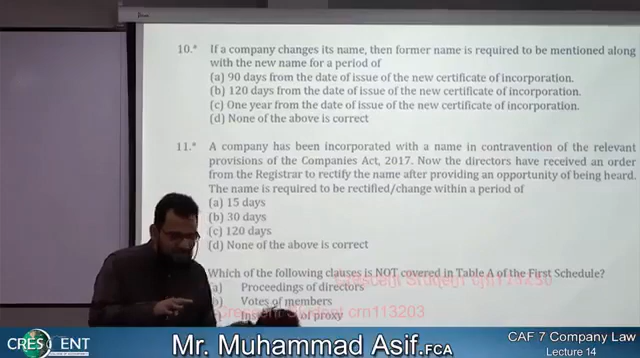 10.* If a company changes its name, then former name is required to be mentioned along
with the new name for a period of
(a) 90 days from the date of issue of the new certificate of incorporation.
(b) 120 days from the date of issue of the new certificate of incorporation.
(c) One year from the date of issue of the new certificate of incorporation.
(d) None of the above is correct
11.* A company has been incorporated with a name in contravention of the relevant
provisions of the Companies Act, 2017. Now the directors have received an order
from the Registrar to rectify the name after providing an opportunity of being heard.
The name is required to be rectified/change within a period of
(a) 15 days
(b) 30 days
(c) 120 days
(d) None of the above is correct
Which of the following clauses is NOT covered in Table A of the First Schedule?
Crescent Student
(a) Proceedings of directors
b) Votes of members
Crescent Student crn113203
of proxy
CRESCENT
Mr. Muhammad Asif.FCA
CAF 7 Company Law
Lecture 14